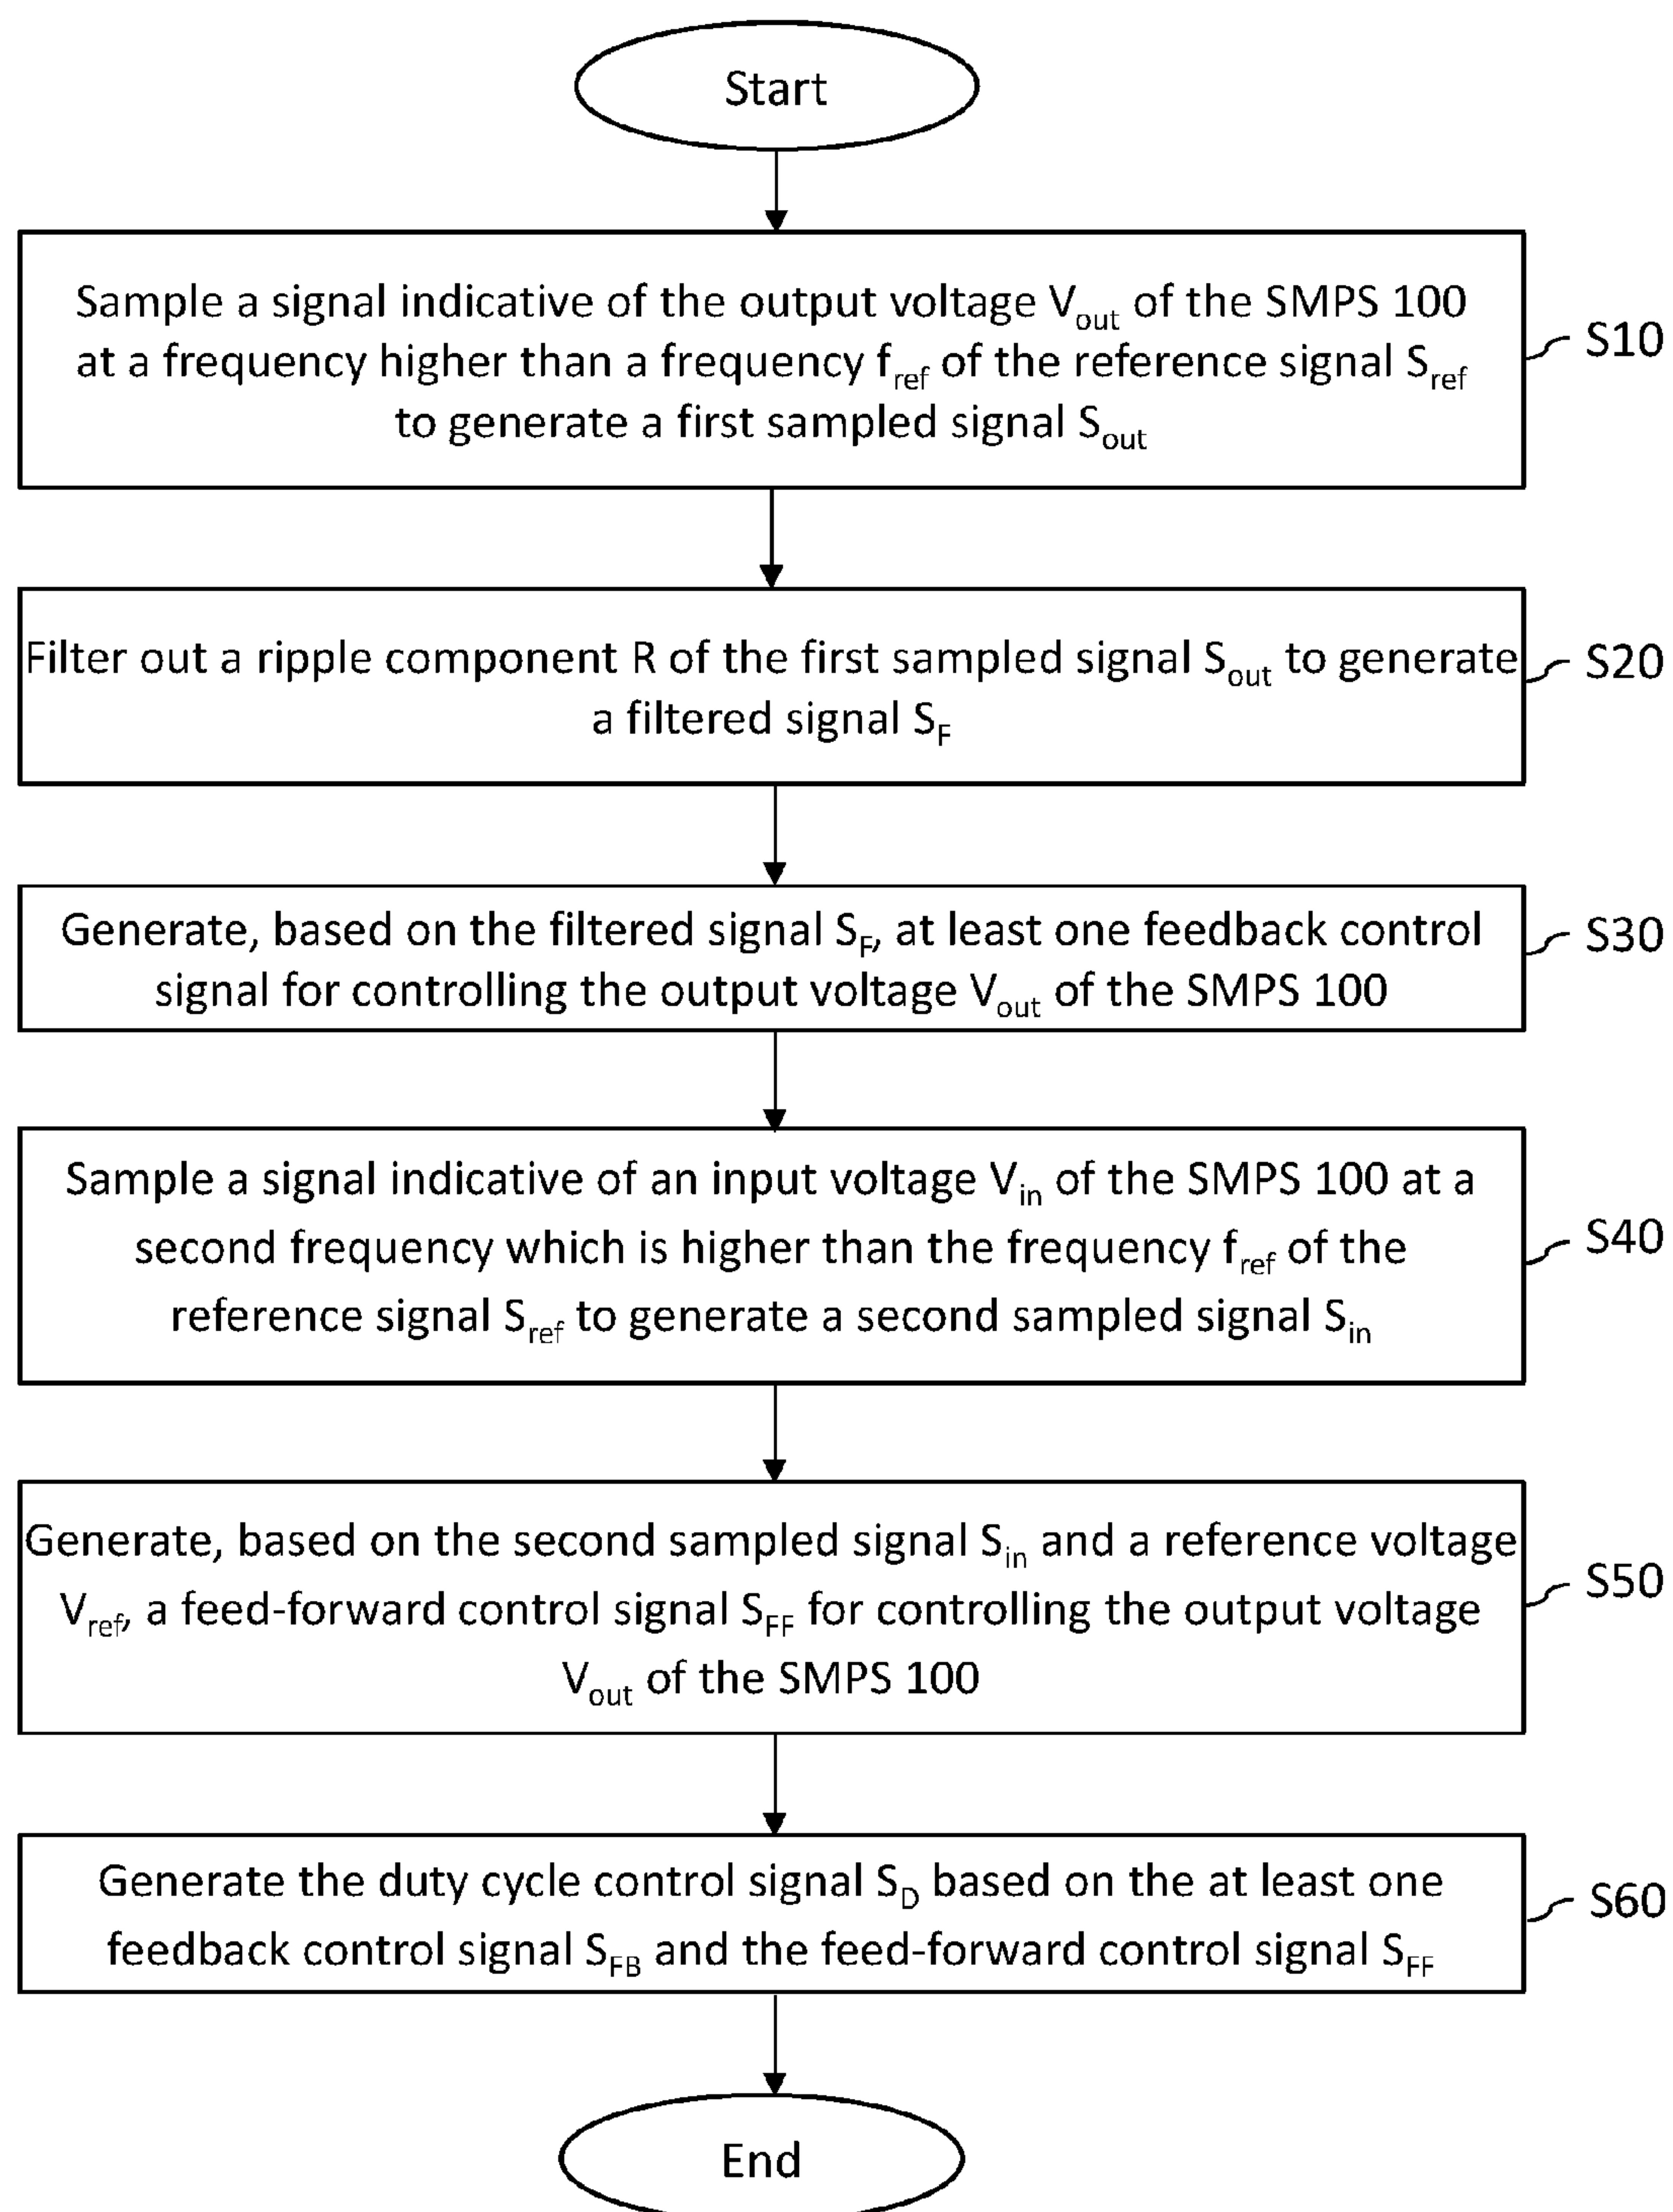 Start
Sample a signal indicative of the output voltage Vout of the SMPS 100
at a frequency higher than a frequency fref of the reference signal Sref
to generate a first sampled signal Sout
S10
Filter out a ripple component R of the first sampled signal Sout to generate
a filtered signal SF
S20
Generate, based on the filtered signal SF, at least one feedback control
signal for controlling the output voltage Vout of the SMPS 100
S30
Sample a signal indicative of an input voltage Vin of the SMPS 100 at a
second frequency which is higher than the frequency fref of the
reference signal Sref to generate a second sampled signal Sin
S40
Generate, based on the second sampled signal Sin and a reference voltage
Vref, a feed-forward control signal SFF for controlling the output voltage
Vout of the SMPS 100
S50
Generate the duty cycle control signal SD based on the at least one
feedback control signal SFB and the feed-forward control signal SFF
S60
End